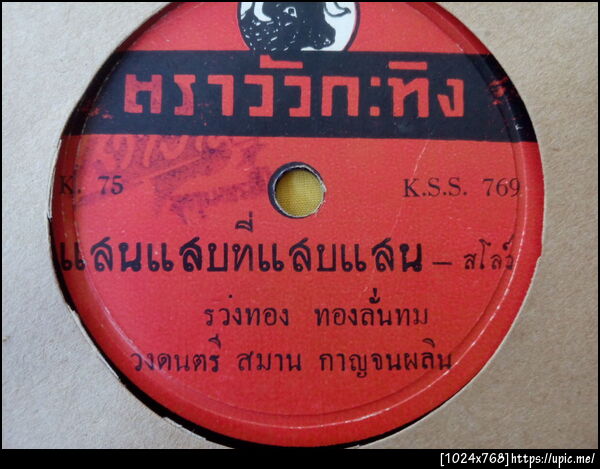 ตราวัวกะทิง
K. 75 K.S.S. 769
แสนแสบที่แสบแสน – สโลว์
รวงทอง ทองลั่นทม
วงดนตรี สมาน กาญจนผลิน
[1024x768]https://upic.me/